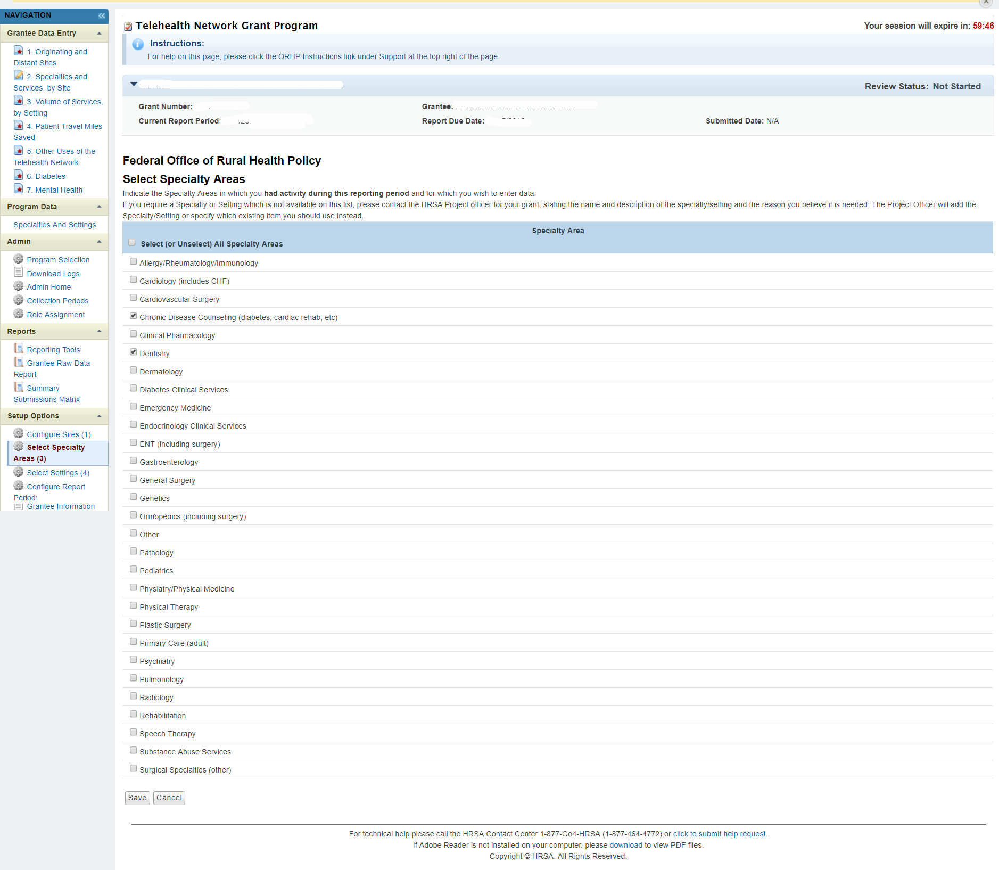 NAVIGATION
Grantee Data Entry
1. Originating and
Distant Sites
2. Specialties and
Services, by Site
3. Volume of Services,
by Setting
4. Patient Travel Miles
Saved
5. Other Uses of the
Telehealth Network
6. Diabetes
7. Mental Health
Program Data
Specialties And Settings
Admin
Program Selection
Download Logs
Admin Home
Collection Periods
Role Assignment
Reports
Reporting Tools
Grantee Raw Data
Report
Summary
Submissions Matrix
Setup Options
Configure Sites (1)
Select Specialty
Areas (3)
Select Settings (4)
Configure Report
Period:
Grantee Information
Telehealth Network Grant Program
Your session will expire in: 59:46
Instructions:
For help on this page, please click the ORHP Instructions link under Support at the top right of the page.
Review Status: Not Started
Grant Number:
Grantee:
Current Report Period:
Report Due Date:
Submitted Date: N/A
Federal Office of Rural Health Policy
Select Specialty Areas
Indicate the Specialty Areas in which you had activity during this reporting period and for which you wish to enter data.
If you require a Specialty or Setting which is not available on this list, please contact the HRSA Project officer for your grant, stating the name and description of the specialty/setting and the reason you believe it is needed. The Project Officer will add the
Specialty/Setting or specify which existing item you should use instead.
Specialty Area
Select (or Unselect) All Specialty Areas
Allergy/Rheumatology/Immunology
Cardiology (includes CHF)
Cardiovascular Surgery
Chronic Disease Counseling (diabetes, cardiac rehab, etc)
Clinical Pharmacology
Dentistry
Dermatology
Diabetes Clinical Services
Emergency Medicine
Endocrinology Clinical Services
ENT (including surgery)
Gastroenterology
General Surgery
Genetics
Orthopedics (including surgery)
Other
Pathology
Pediatrics
Physiatry/Physical Medicine
Physical Therapy
Plastic Surgery
Primary Care (adult)
Psychiatry
Pulmonology
Radiology
Rehabilitation
Speech Therapy
Substance Abuse Services
Surgical Specialties (other)
Save Cancel
For technical help please call the HRSA Contact Center 1-877-Go4-HRSA (1-877-464-4772) or click to submit help request.
If Adobe Reader is not installed on your computer, please download to view PDF files.
Copyright © HRSA. All Rights Reserved.